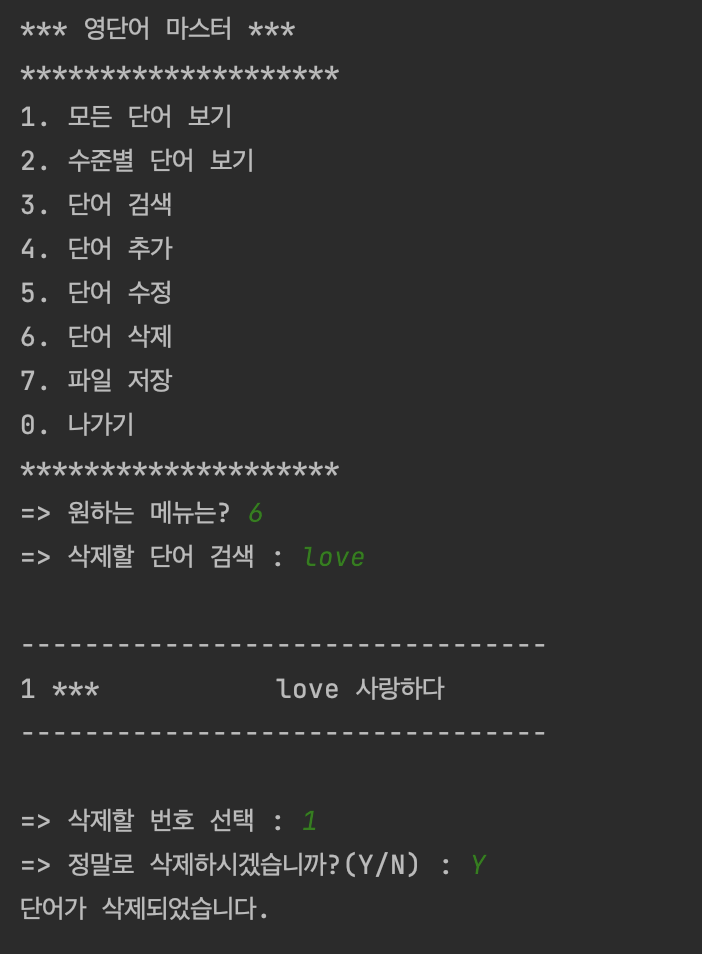 *** 영단어 마스터 ***
********************
1. 모든 단어 보기
2. 수준별 단어 보기
3. 단어 검색
4. 단어 추가
5. 단어 수정
6. 단어 삭제
7. 파일 저장
0. 나가기
********************
=> 원하는 메뉴는? 6
=> 삭제할 단어 검색 : love
---------------------------------
1 ***           love 사랑하다
---------------------------------
=> 삭제할 번호 선택 : 1
=> 정말로 삭제하시겠습니까?(Y/N) : Y
단어가 삭제되었습니다.